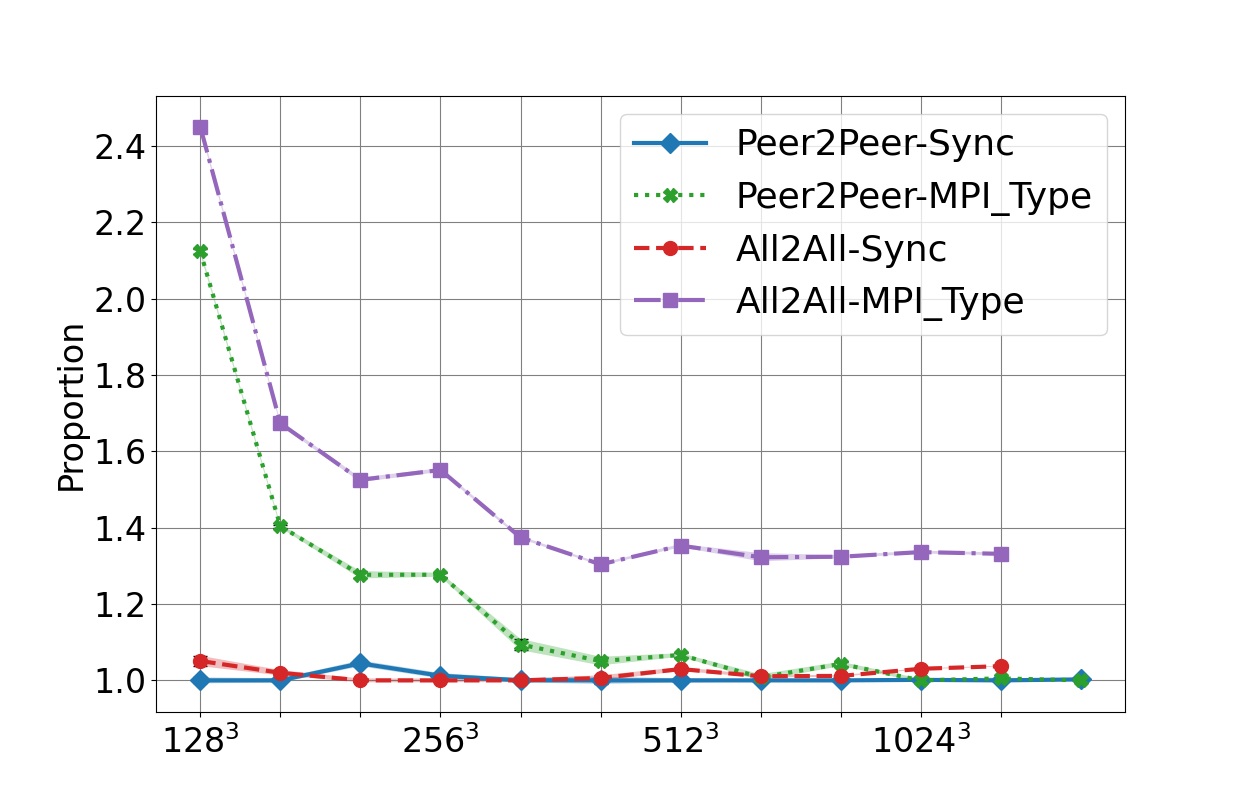 Peer2Peer-Sync
Peer2Peer-MPI_Type
All2All-Sync
All2All-MPI_Type
Proportion
2.4
2.2
2.0
1.8
1.6
1.4
1.2
1.0
128³ 256³ 512³ 1024³